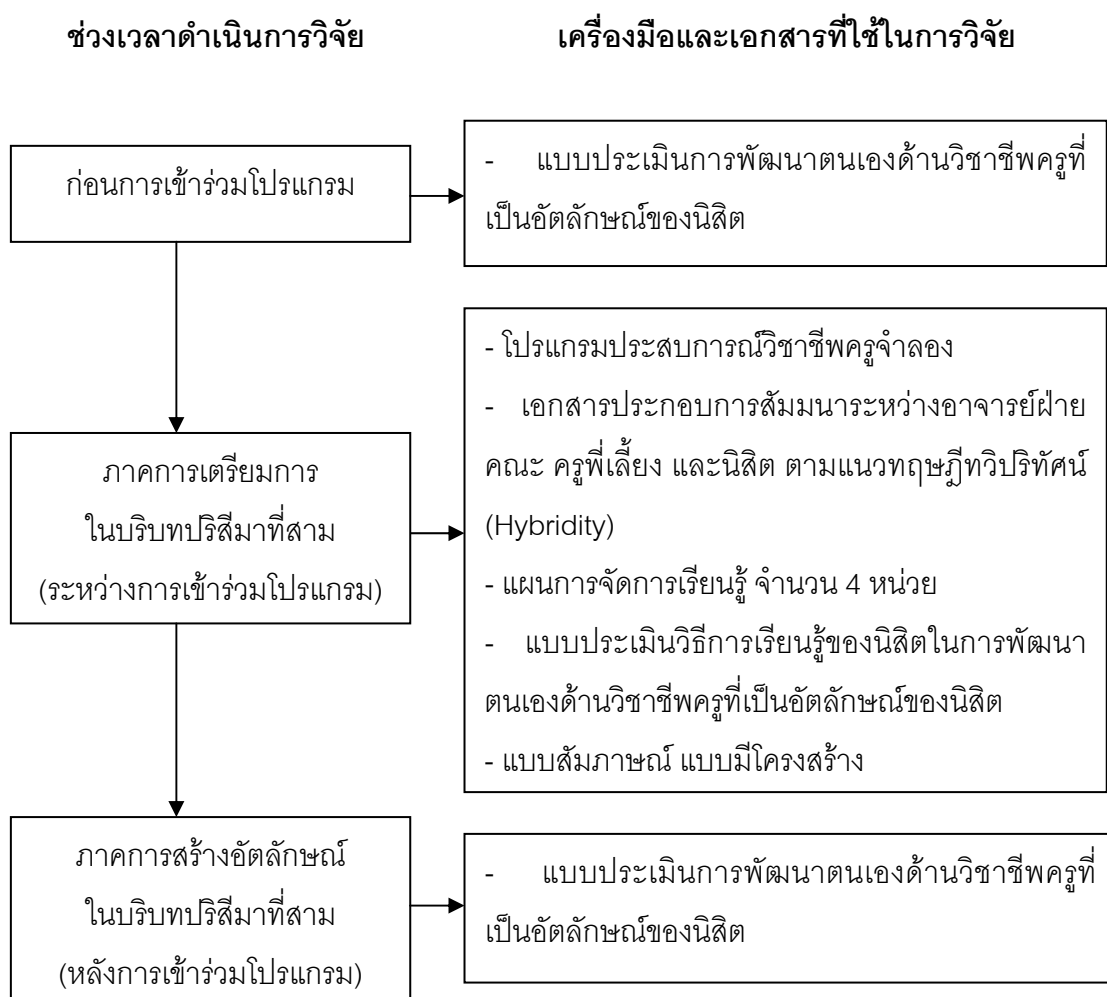 ช่วงเวลาดำเนินการวิจัย
เครื่องมือและเอกสารที่ใช้ในการวิจัย
ก่อนการเข้าร่วมโปรแกรม
- แบบประเมินการพัฒนาตนเองด้านวิชาชีพครูที่
เป็นอัตลักษณ์ของนิสิต
ภาคการเตรียมการ
ในบริบทปริสีมาที่สาม
(ระหว่างการเข้าร่วมโปรแกรม)
- โปรแกรมประสบการณ์วิชาชีพครูจำลอง
- เอกสารประกอบการสัมมนาระหว่างอาจารย์ฝ่าย
คณะ ครูพี่เลี้ยง และนิสิต ตามแนวทฤษฎีทวิปริทัศน์
(Hybridity)
- แผนการจัดการเรียนรู้ จำนวน 4 หน่วย
- แบบประเมินวิธีการเรียนรู้ของนิสิตในการพัฒนา
ตนเองด้านวิชาชีพครูที่เป็นอัตลักษณ์ของนิสิต
- แบบสัมภาษณ์ แบบมีโครงสร้าง
ภาคการสร้างอัตลักษณ์
ในบริบทปริสีมาที่สาม
(หลังการเข้าร่วมโปรแกรม)
- แบบประเมินการพัฒนาตนเองด้านวิชาชีพครูที่
เป็นอัตลักษณ์ของนิสิต